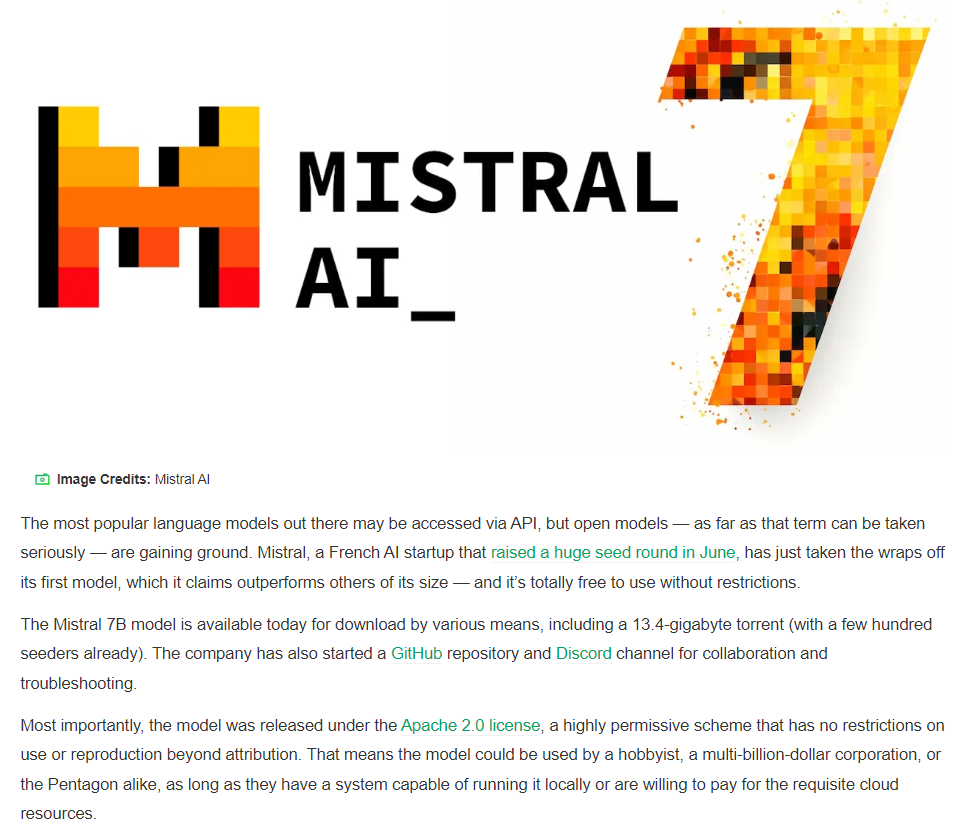 MISTRAL
AI_
7
Image Credits: Mistral AI
The most popular language models out there may be accessed via API, but open models — as far as that term can be taken
seriously — are gaining ground. Mistral, a French AI startup that raised a huge seed round in June, has just taken the wraps off
its first model, which it claims outperforms others of its size — and it’s totally free to use without restrictions.
The Mistral 7B model is available today for download by various means, including a 13.4-gigabyte torrent (with a few hundred
seeders already). The company has also started a GitHub repository and Discord channel for collaboration and
troubleshooting.
Most importantly, the model was released under the Apache 2.0 license, a highly permissive scheme that has no restrictions on
use or reproduction beyond attribution. That means the model could be used by a hobbyist, a multi-billion-dollar corporation, or
the Pentagon alike, as long as they have a system capable of running it locally or are willing to pay for the requisite cloud
resources.